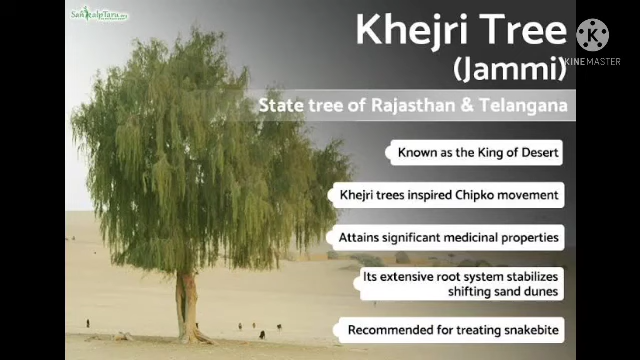 SankalpTaru
Khejri Tree
(Jammi)
KINEMASTER
State tree of Rajasthan & Telangana
Known as the King of Desert
Khejri trees inspired Chipko movement
Attains significant medicinal properties
Its extensive root system stabilizes
shifting sand dunes
Recommended for treating snakebite